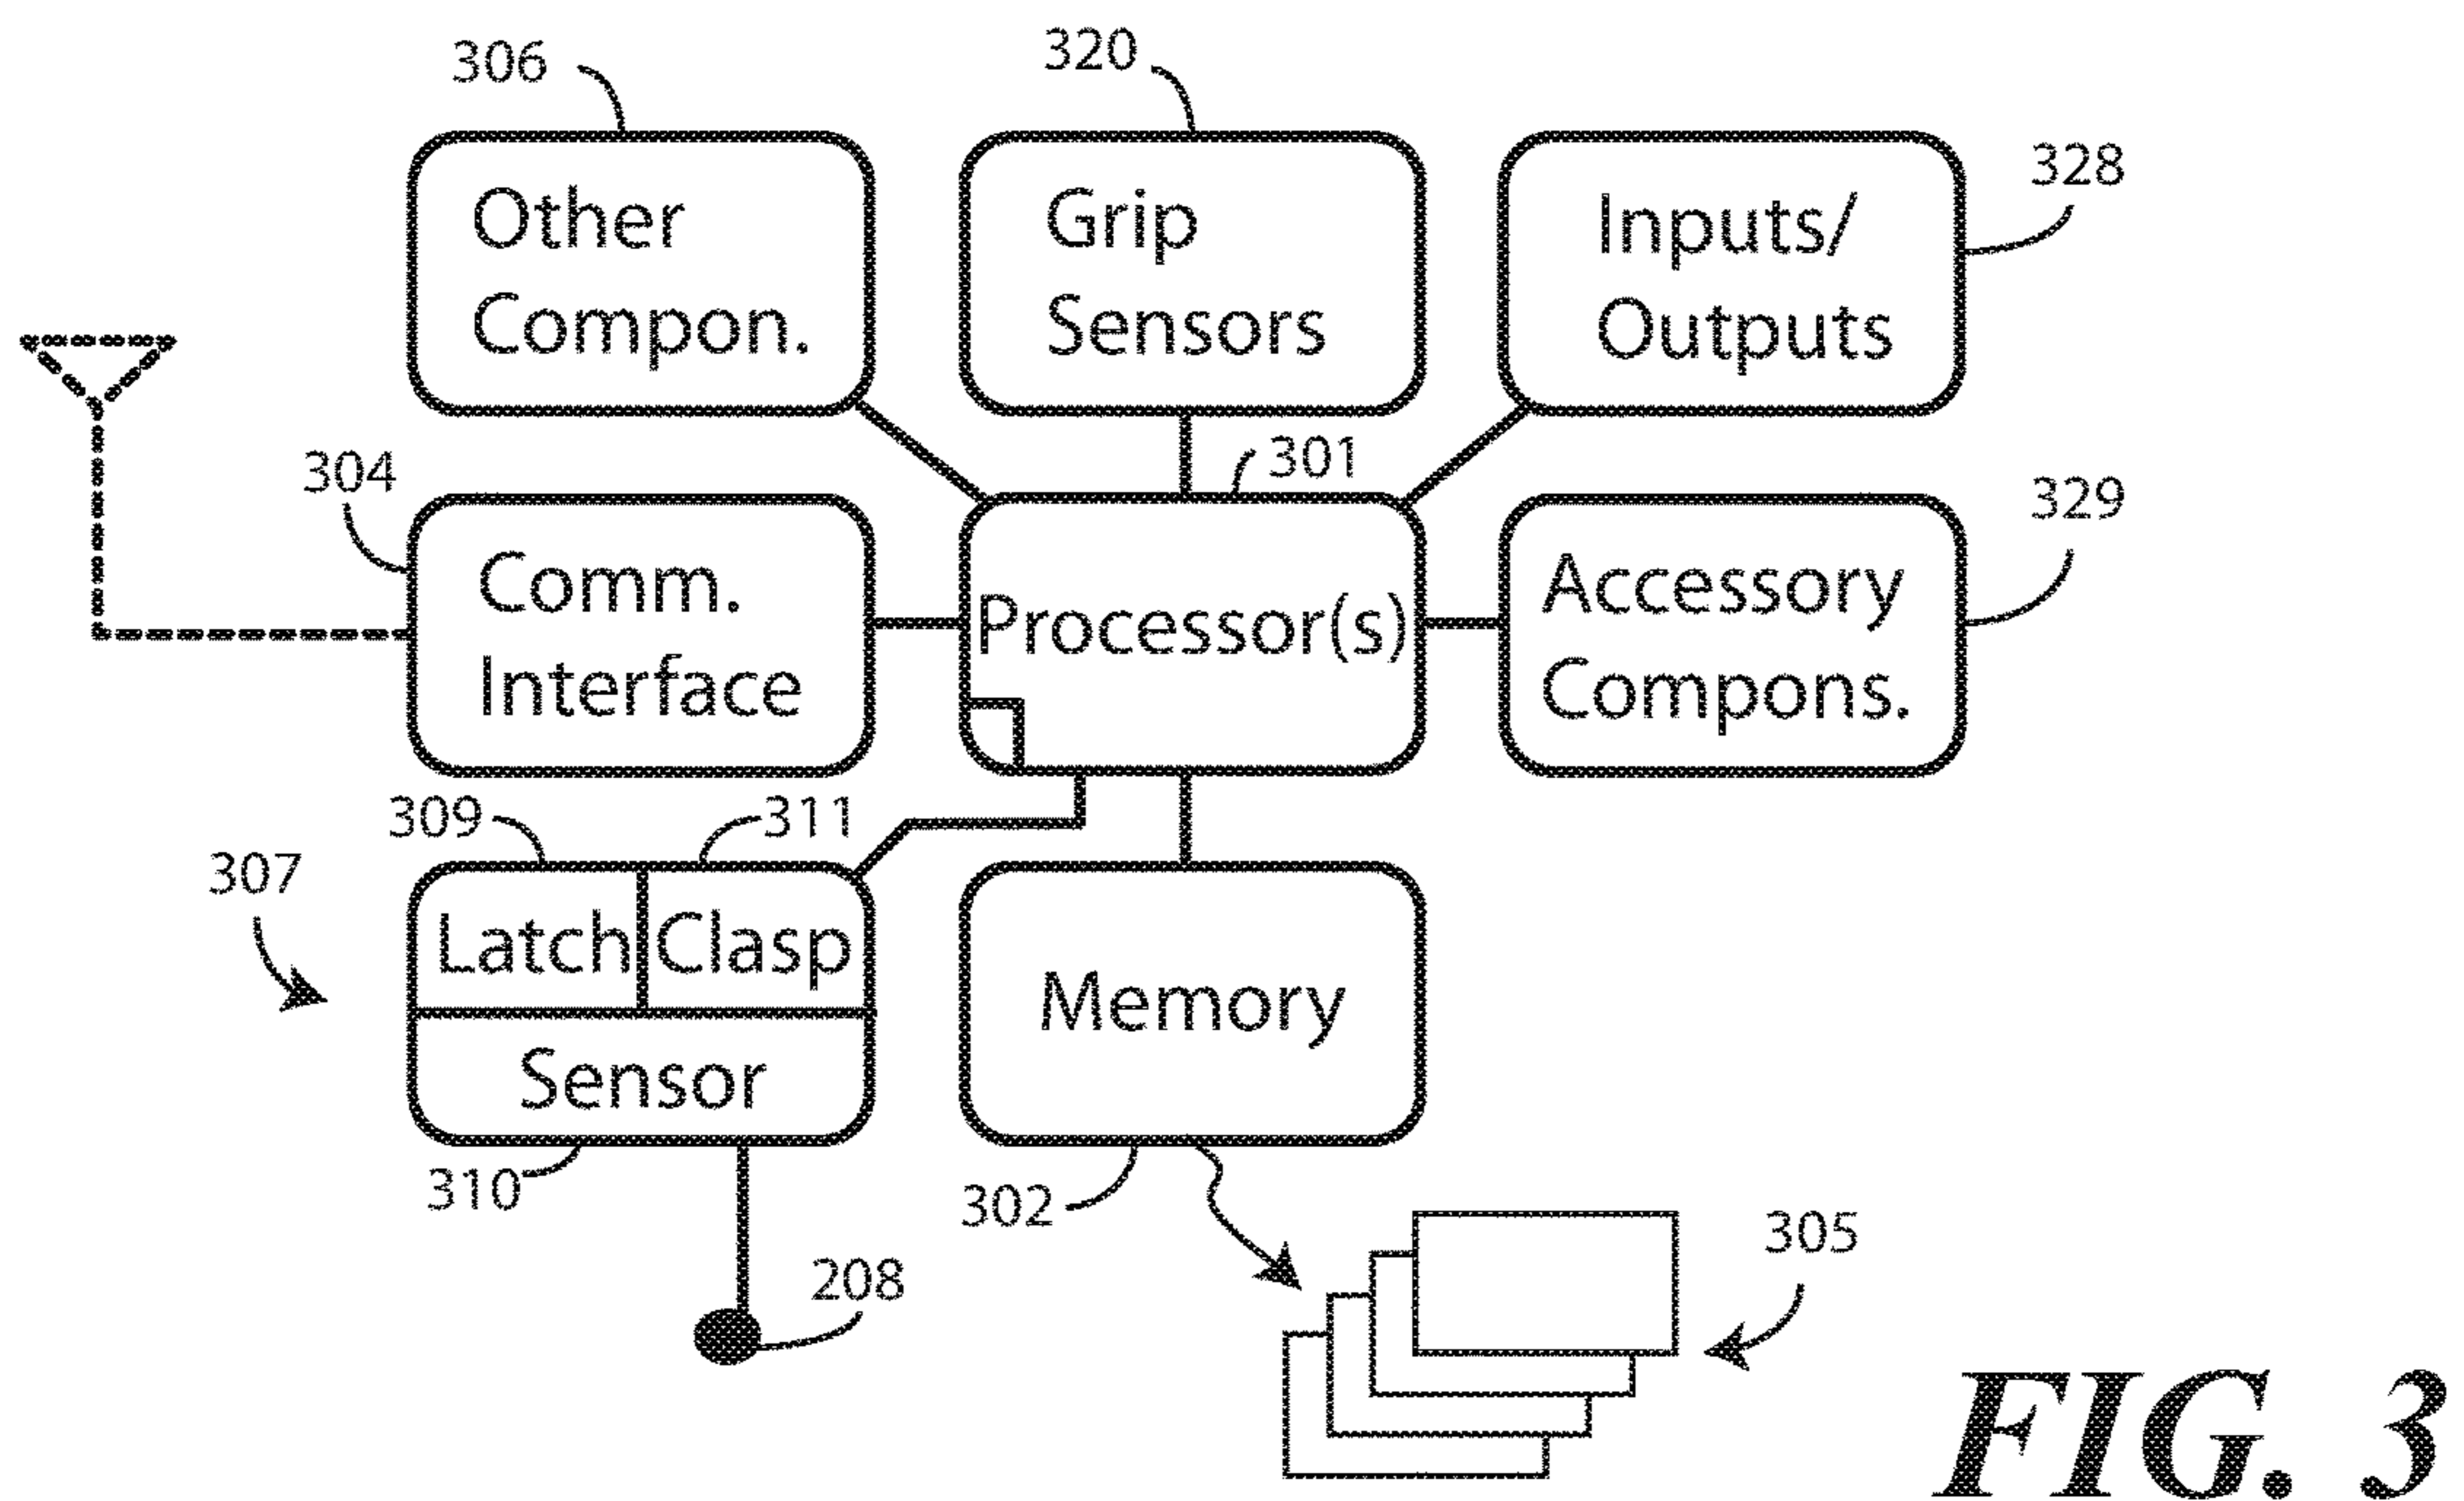 306
320
Other
Compon.
Grip
Sensors
Inputs/
Outputs
328
304
301
329
Comm.
Interface
Processor(s)
Accessory
Compons.
309
311
307
Latch
Clasp
Sensor
Memory
310
302
208
305
FIG. 3